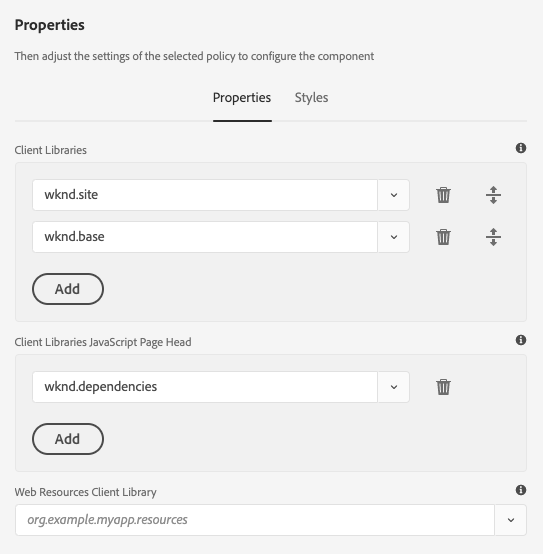 Properties
Then adjust the settings of the selected policy to configure the component
Properties Styles
Client Libraries
wknd.site
wknd.base
Add
Client Libraries JavaScript Page Head
wknd.dependencies
Add
Web Resources Client Library
org.example.myapp.resources